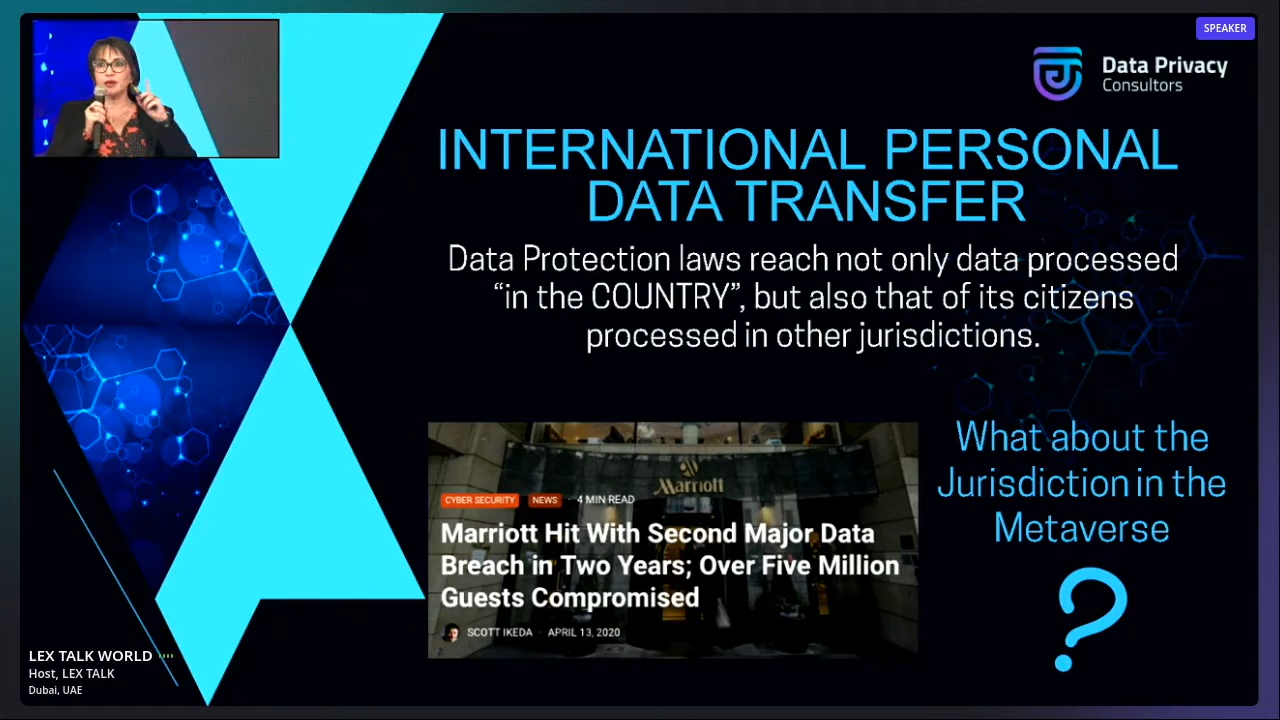 SPEAKER
Data Privacy
Consultors
INTERNATIONAL PERSONAL
DATA TRANSFER
Data Protection laws reach not only data processed
“in the COUNTRY”, but also that of its citizens
processed in other jurisdictions.
Marriott
CYBER SECURITY NEWS · 4 MIN READ
Marriott Hit With Second Major Data
Breach in Two Years; Over Five Million
Guests Compromised
SCOTT IKEDA · APRIL 13, 2020
What about the
Jurisdiction in the
Metaverse
?
LEX TALK WORLD
Host, LEX TALK
Dubai, UAE